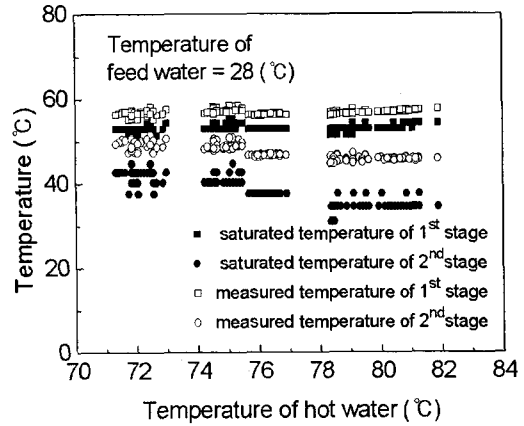 80
60
40
20
0
Temperature (℃)
Temperature of
feed water = 28 (℃)
■ saturated temperature of 1st stage
● saturated temperature of 2nd stage
□ measured temperature of 1st stage
○ measured temperature of 2nd stage
70 72 74 76 78 80 82 84
Temperature of hot water (℃)